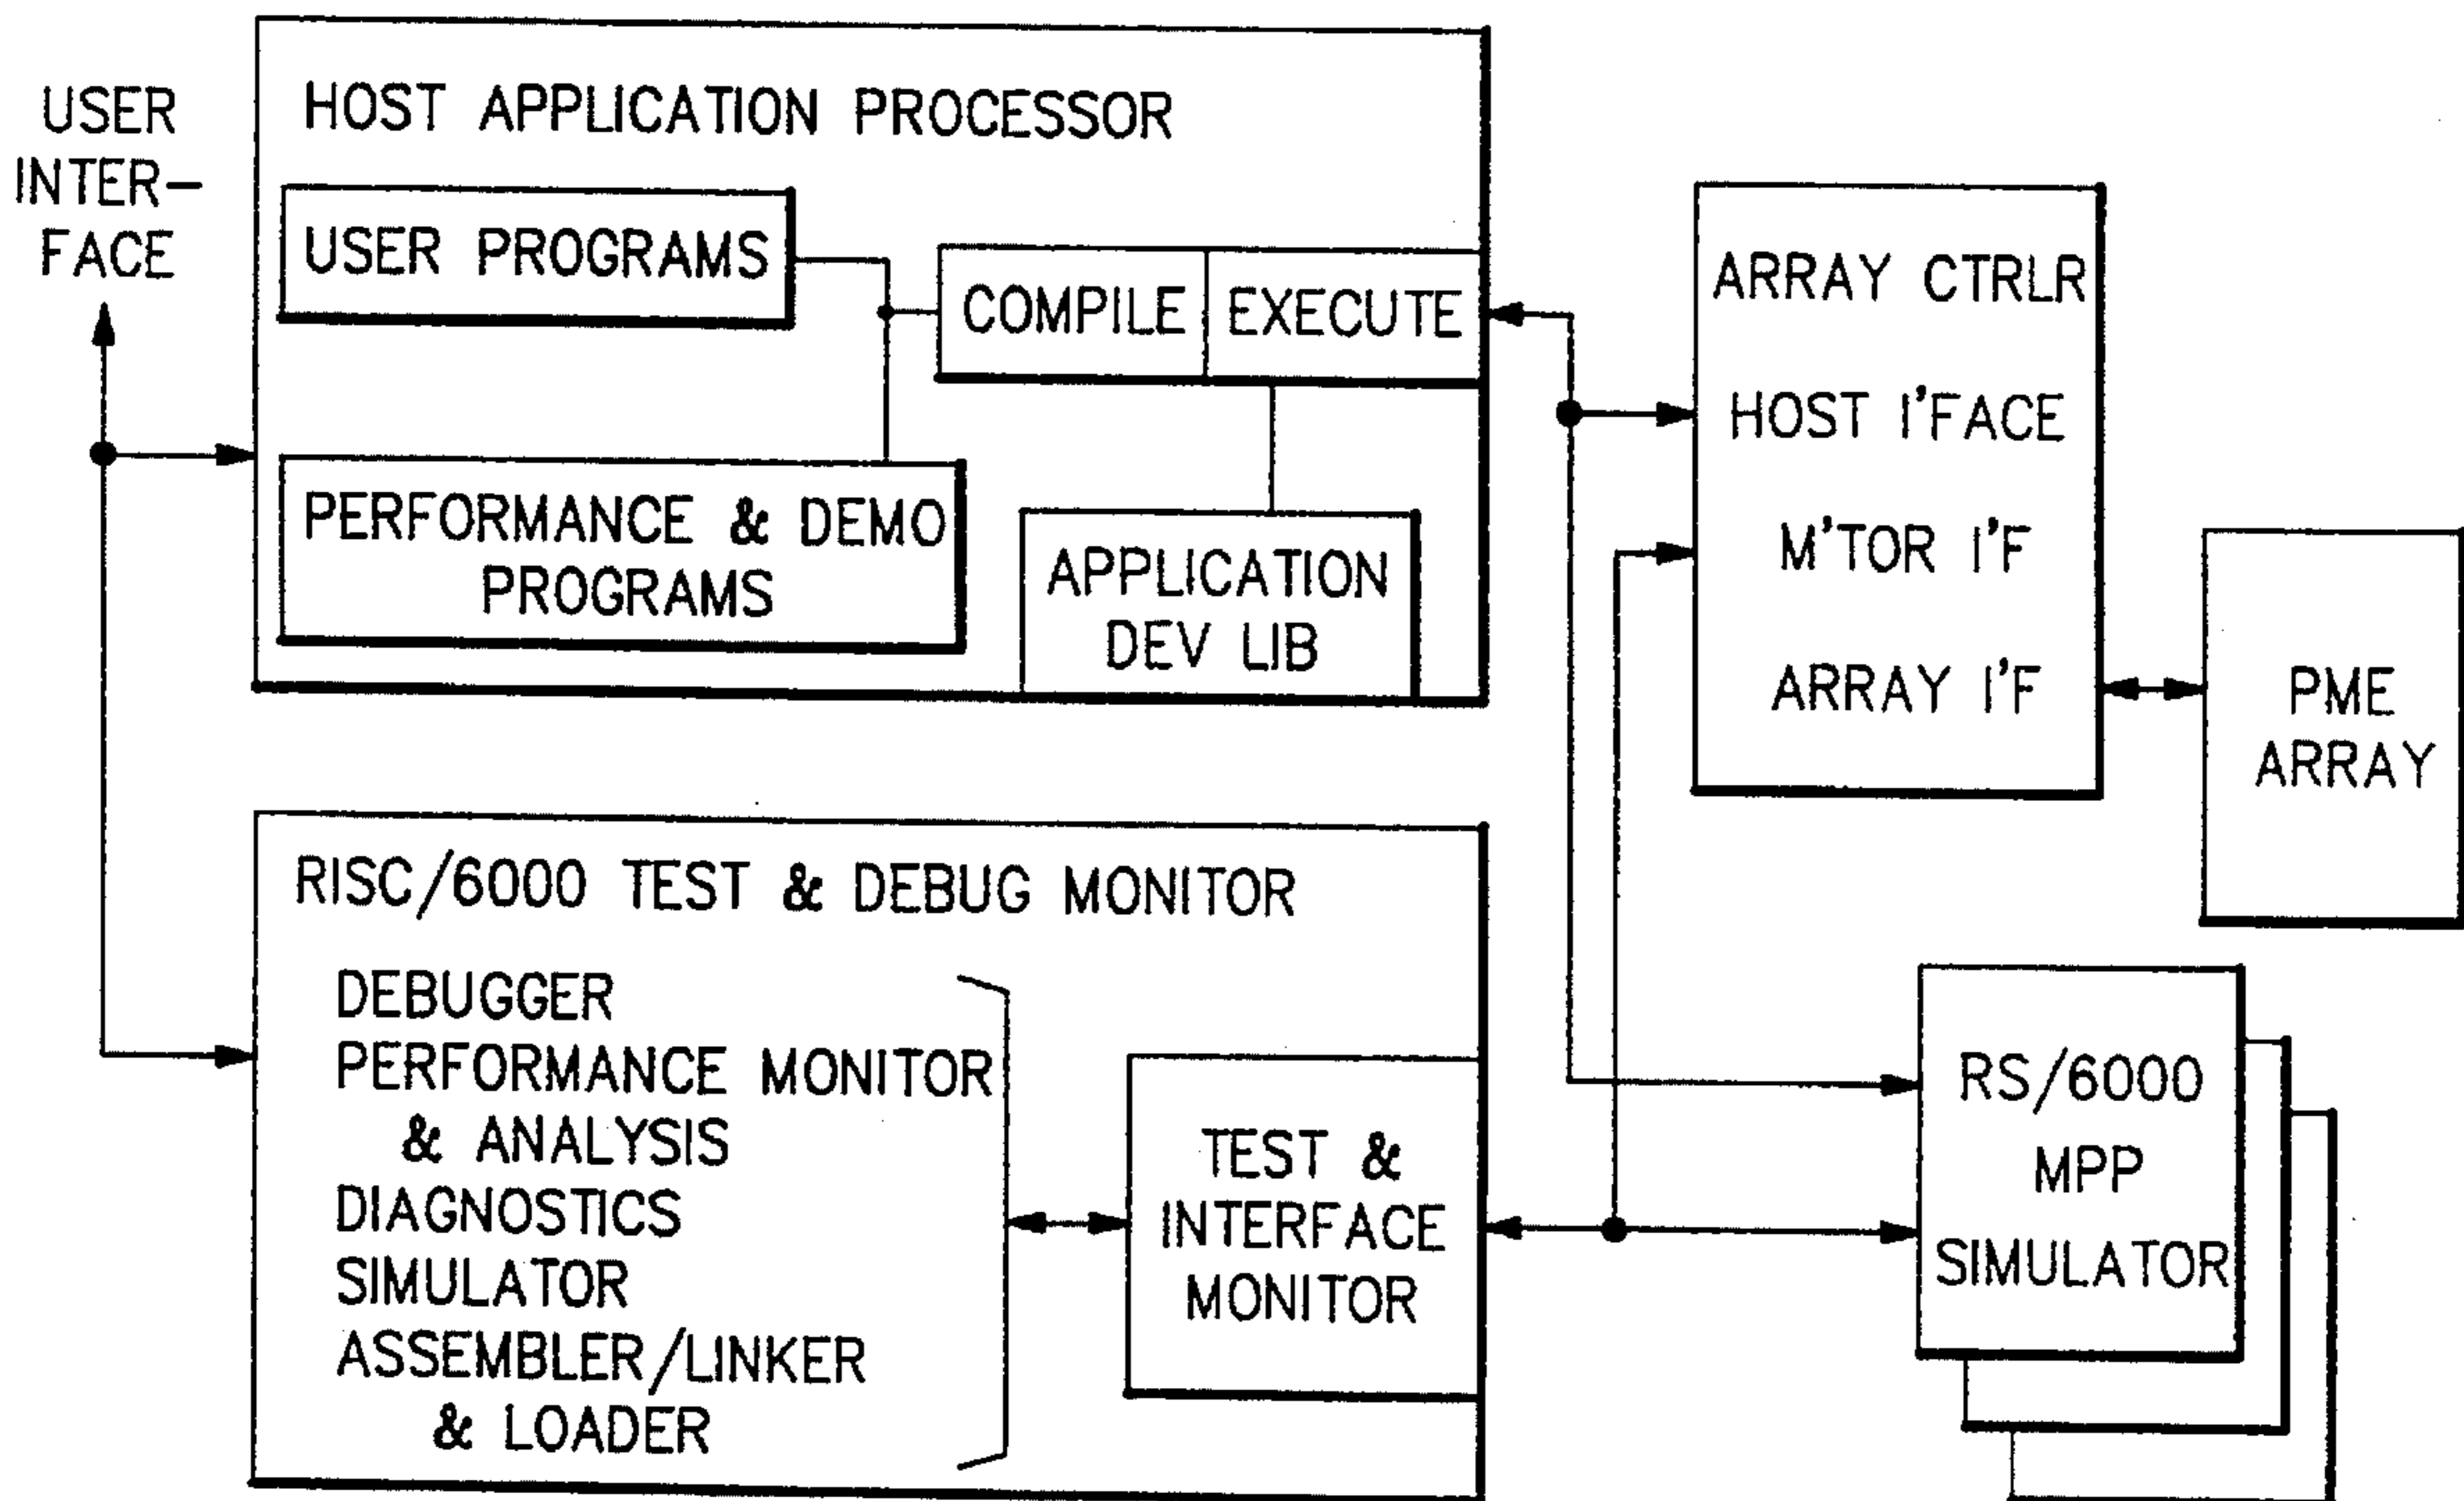 USER
INTER-
FACE
HOST APPLICATION PROCESSOR
USER PROGRAMS
COMPILE
EXECUTE
PERFORMANCE & DEMO
PROGRAMS
APPLICATION
DEV LIB
ARRAY CTRLR
HOST I'FACE
M'TOR I'F
ARRAY I'F
PME
ARRAY
RISC/6000 TEST & DEBUG MONITOR
DEBUGGER
PERFORMANCE MONITOR
& ANALYSIS
DIAGNOSTICS
SIMULATOR
ASSEMBLER/LINKER
& LOADER
TEST &
INTERFACE
MONITOR
RS/6000
MPP
SIMULATOR